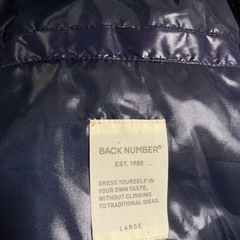 BACK NUMBER®
EST. 1980
DRESS YOURSELF IN
YOUR OWN TASTE,
WITHOUT CLINGING
TO TRADITIONAL IDEAS.
LARGE